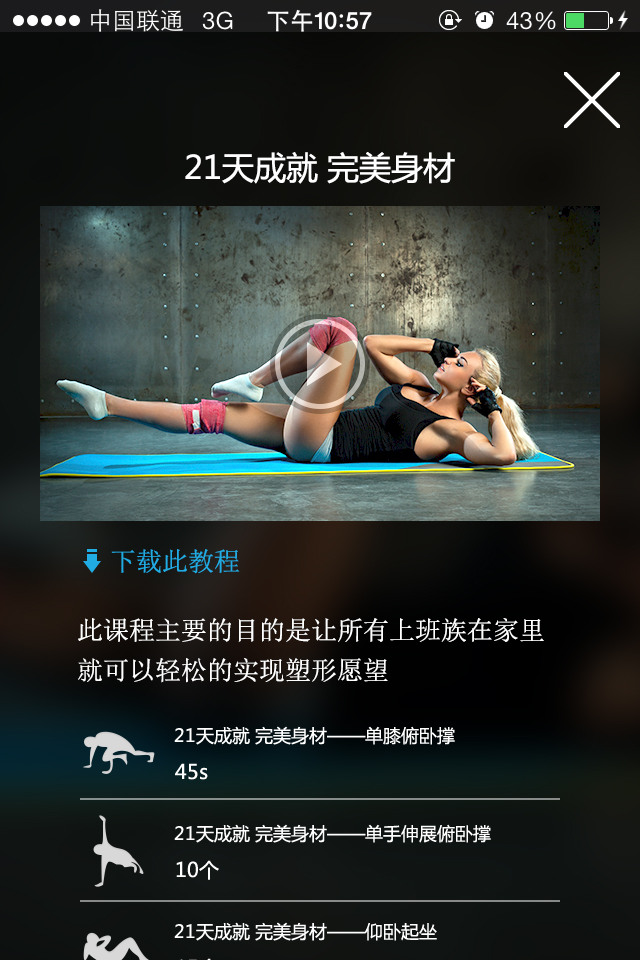 中国联通 3G 下午10:57 43%
21天成就 完美身材
下载此教程
此课程主要的目的是让所有上班族在家里
就可以轻松的实现塑形愿望
21天成就 完美身材——单膝俯卧撑
45s
21天成就 完美身材——单手伸展俯卧撑
10个
21天成就 完美身材——仰卧起坐